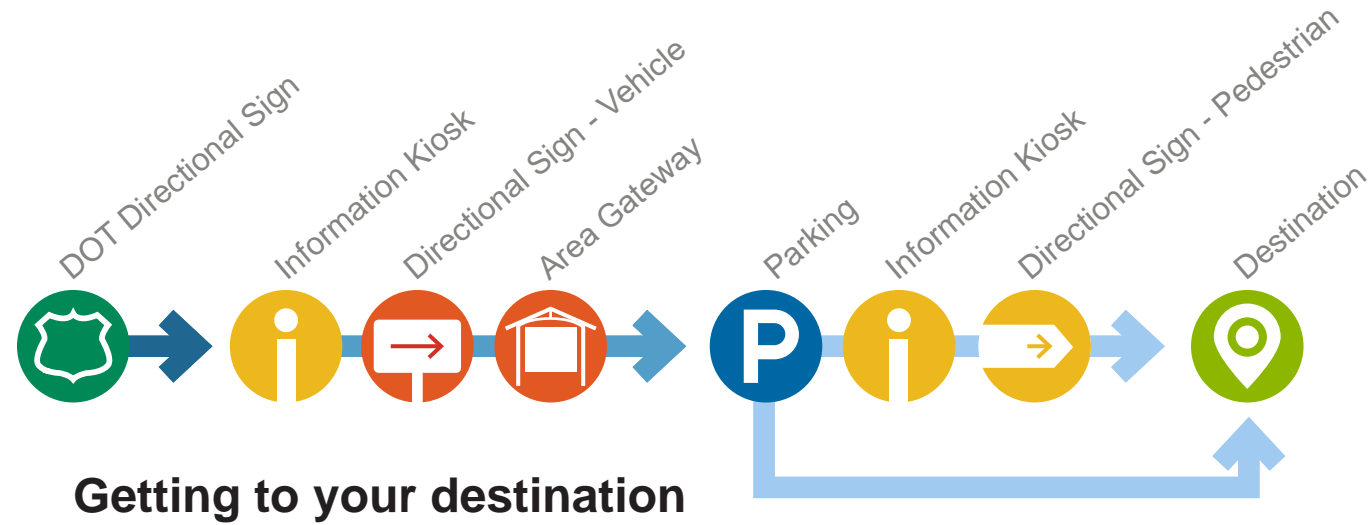 DOT Directional Sign
Information Kiosk
Directional Sign - Vehicle
Area Gateway
Parking
Information Kiosk
Directional Sign - Pedestrian
Destination
P
Getting to your destination